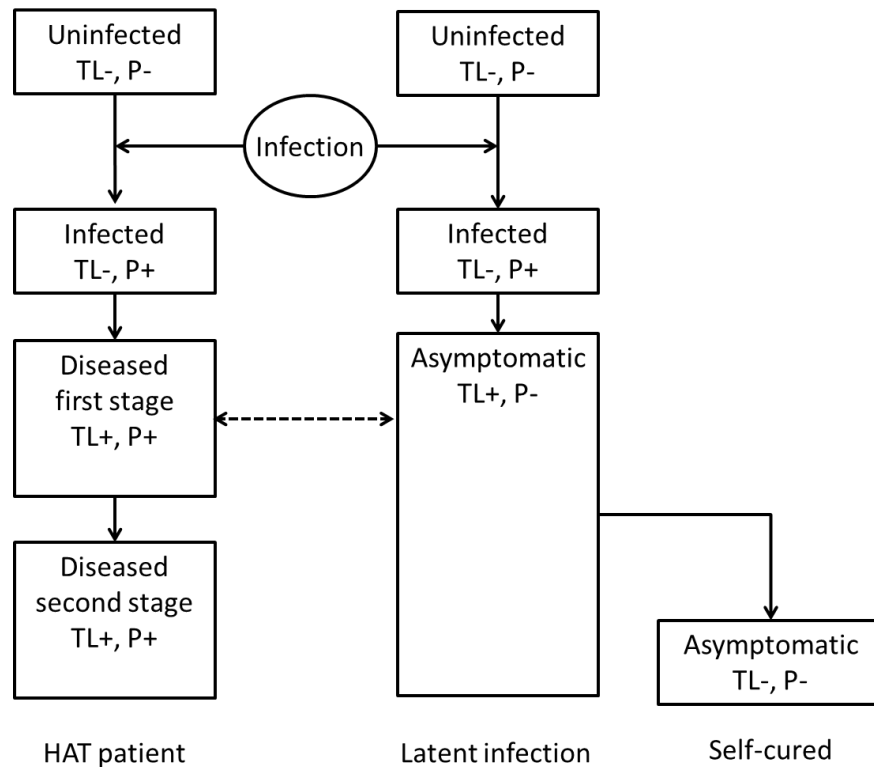 Uninfected
TL-, P-
Uninfected
TL-, P-
Infection
Infected
TL-, P+
Infected
TL-, P+
Diseased
first stage
TL+, P+
Asymptomatic
TL+, P-
Diseased
second stage
TL+, P+
Asymptomatic
TL-, P-
HAT patient
Latent infection
Self-cured